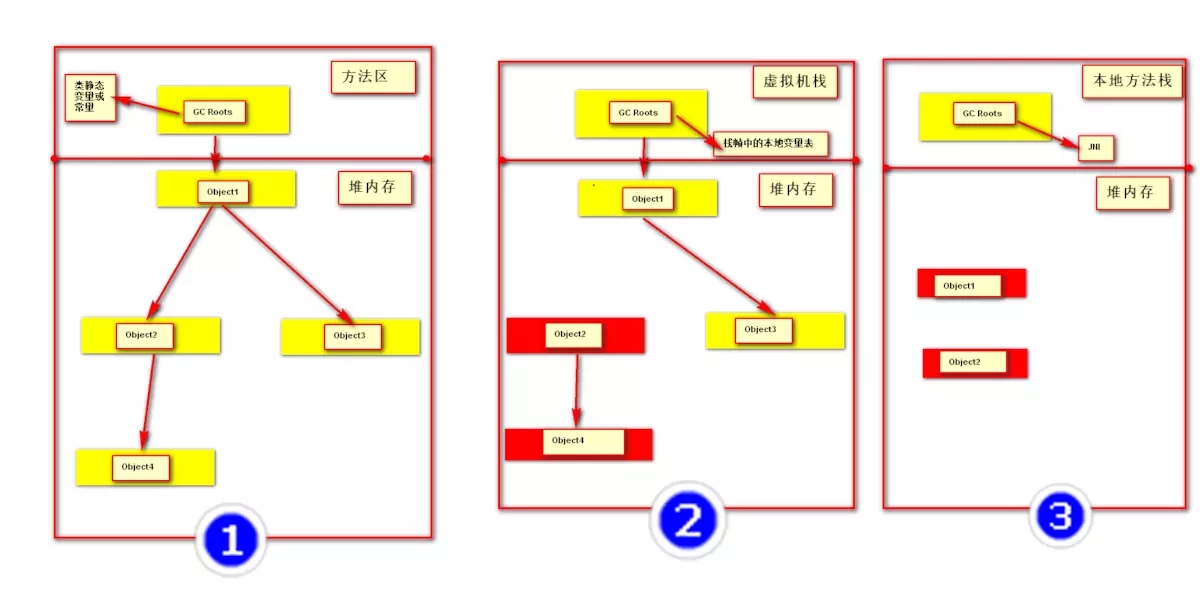 方法区
类静态
变量或
常量
GC Roots
堆内存
Object1
Object2
Object3
Object4
1
虚拟机栈
GC Roots
栈帧中的本地变量表
堆内存
Object1
Object2
Object3
Object4
2
本地方法栈
GC Roots
JNI
堆内存
Object1
Object2
3